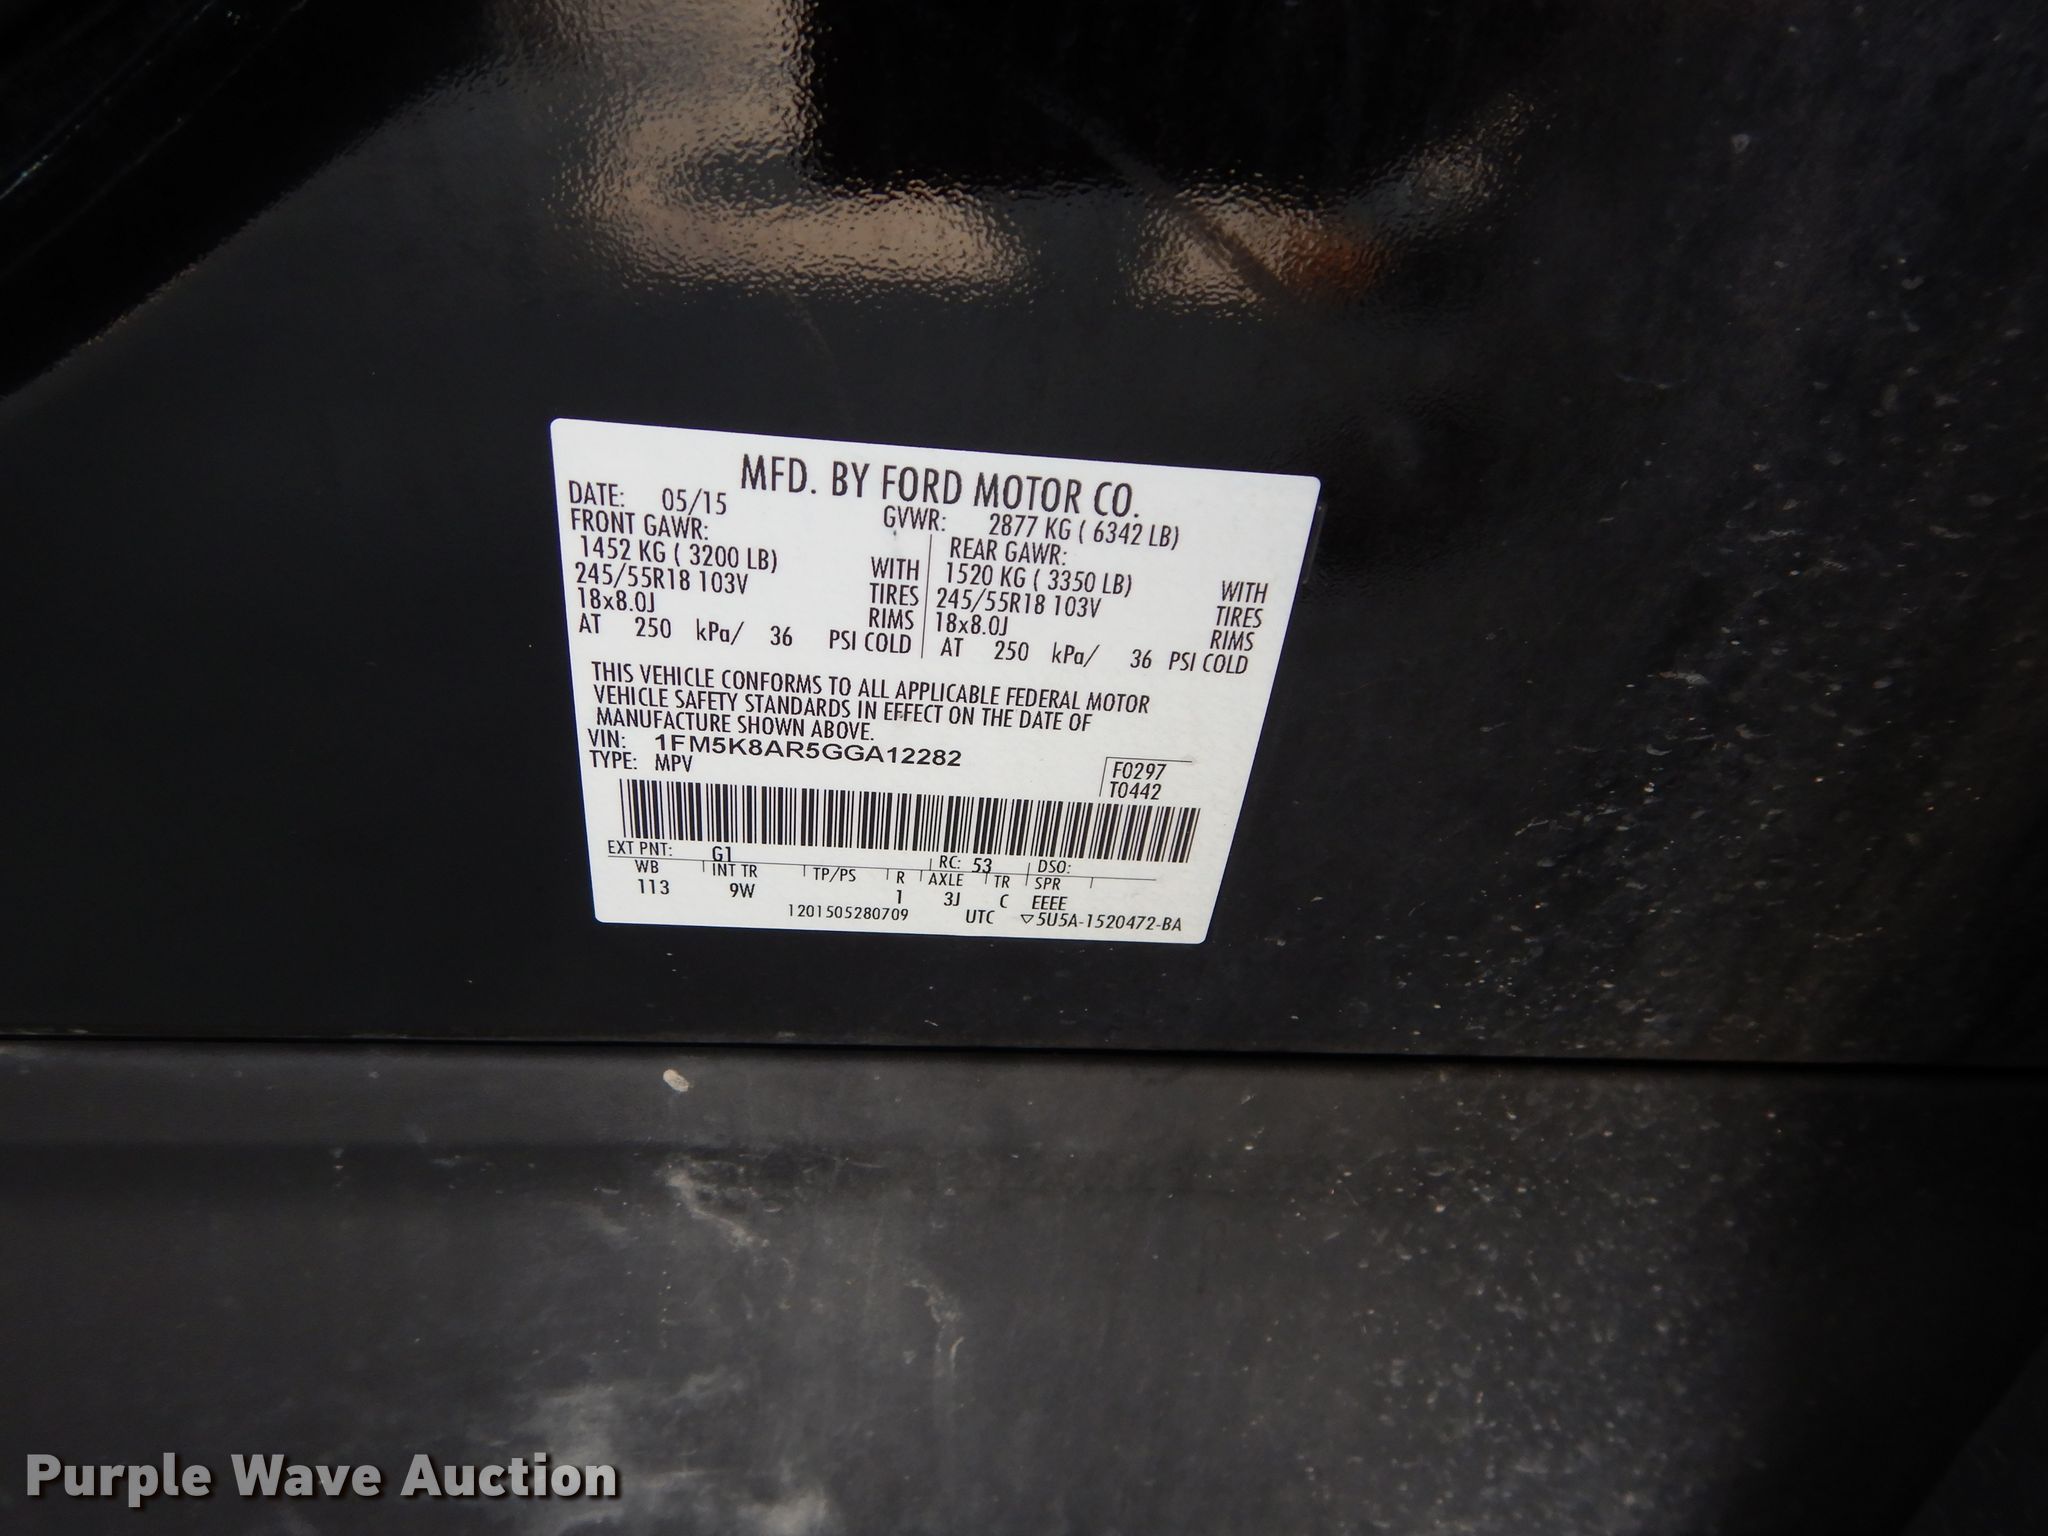 MFD. BY FORD MOTOR CO.
DATE: 05/15 GVWR: 2877 KG ( 6342 LB)
FRONT GAWR: REAR GAWR:
1452 KG ( 3200 LB) WITH 1520 KG ( 3350 LB) WITH
245/55R18 103V TIRES 245/55R18 103V TIRES
18x8.0J RIMS 18x8.0J RIMS
AT 250 kPa/ 36 PSI COLD AT 250 kPa/ 36 PSI COLD
THIS VEHICLE CONFORMS TO ALL APPLICABLE FEDERAL MOTOR
VEHICLE SAFETY STANDARDS IN EFFECT ON THE DATE OF
MANUFACTURE SHOWN ABOVE.
VIN: 1FM5K8AR5GGA12282
TYPE: MPV F0297
T0442
EXT PNT: G1 RC: 53 DSO:
WB INT TR TP/PS R AXLE TR SPR
113 9W 1 3J C EEEE
1201505280709 UTC ▽5U5A-1520472-BA
Purple Wave Auction